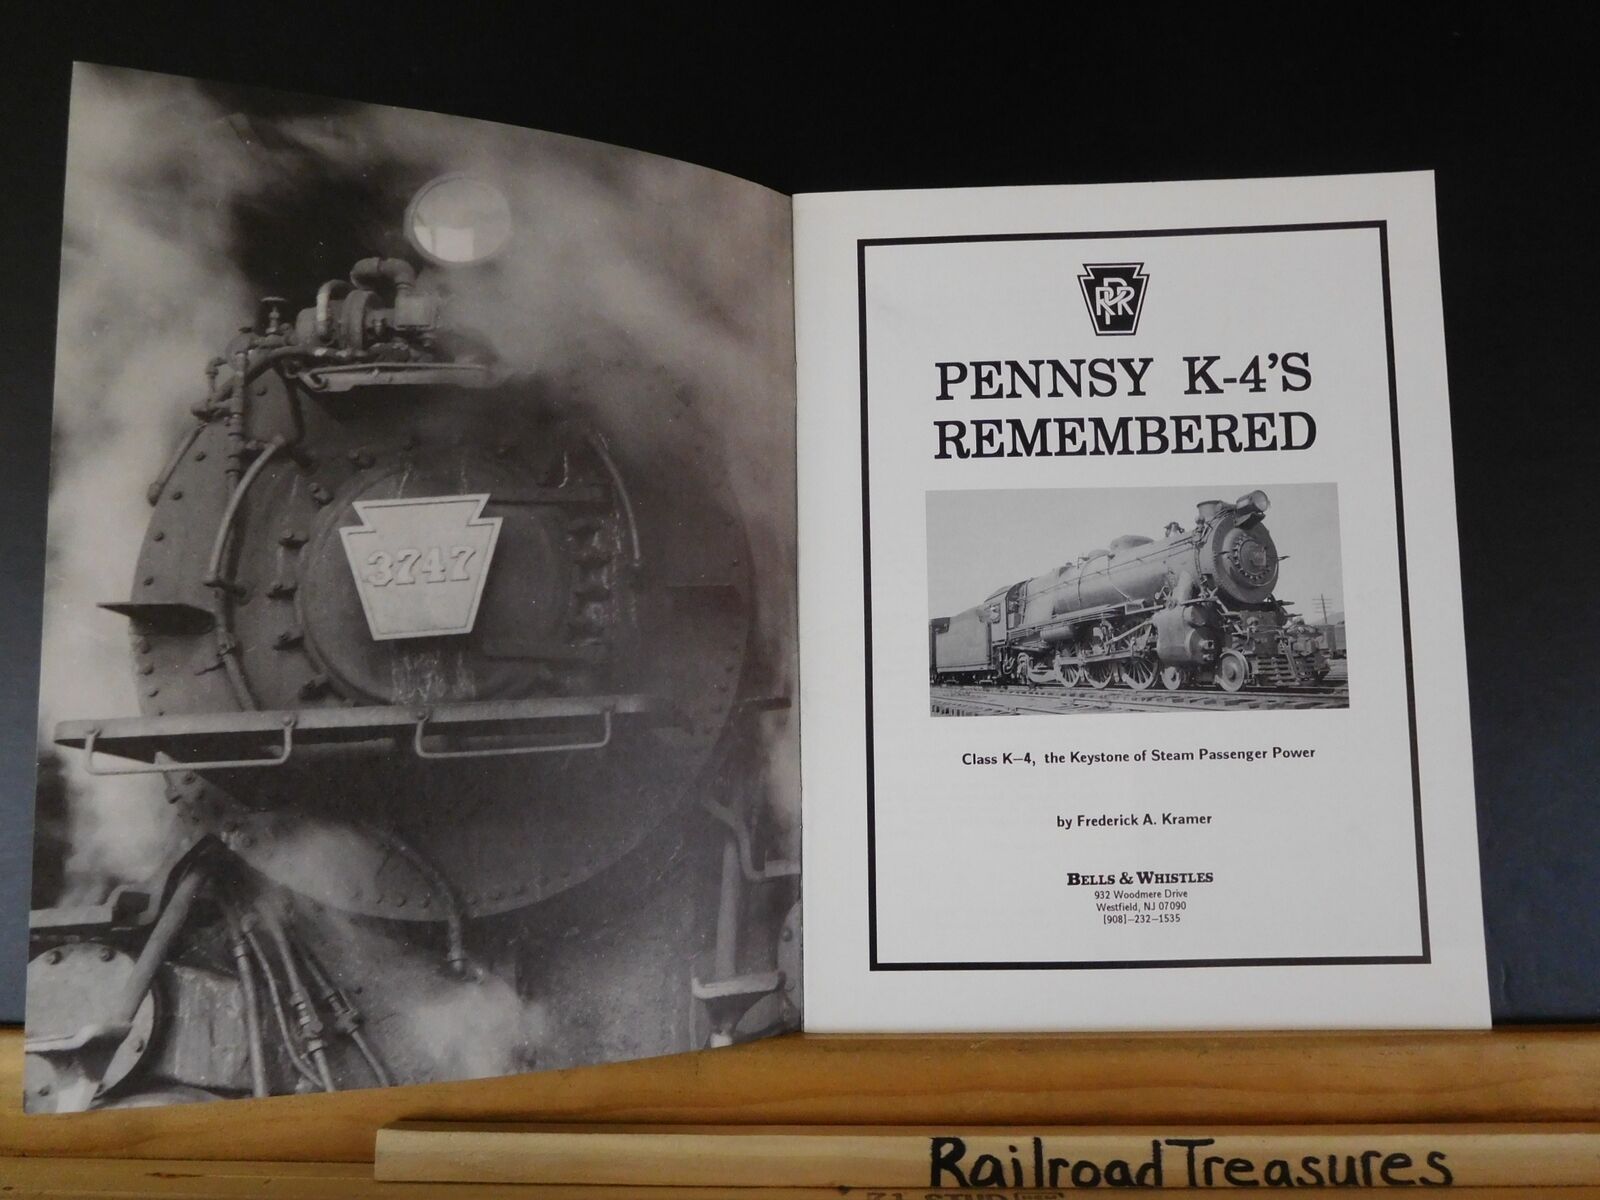 3747
PRR
PENNSY K-4'S
REMEMBERED
Class K-4, the Keystone of Steam Passenger Power
by Frederick A. Kramer
BELLS & WHISTLES
932 Woodmere Drive
Westfield, NJ 07090
[908]-232-1535
RailroadTreasures